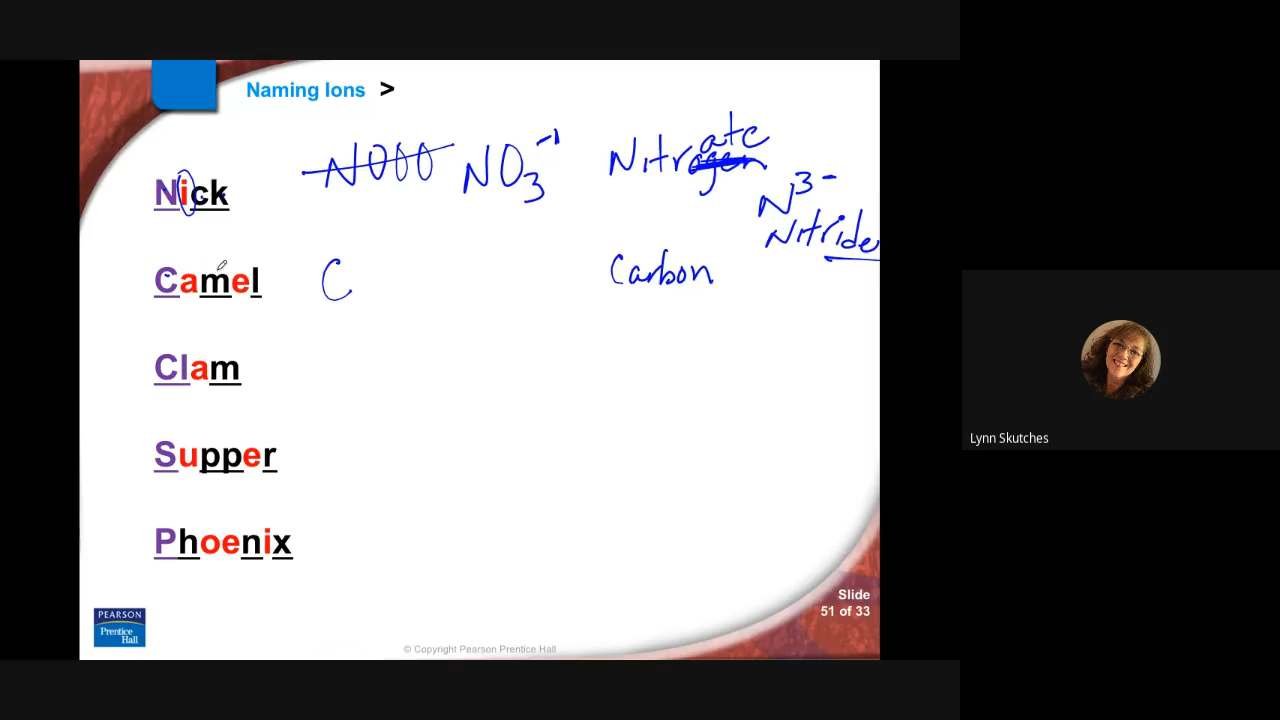 Naming Ions >
Nick NOOO NO3-1 Nitrogen ate
N3-
Nitride
Camel C Carbon
Clam
Supper
Phoenix
Lynn Skutches
Slide
51 of 33
PEARSON
Prentice
Hall
© Copyright Pearson Prentice Hall